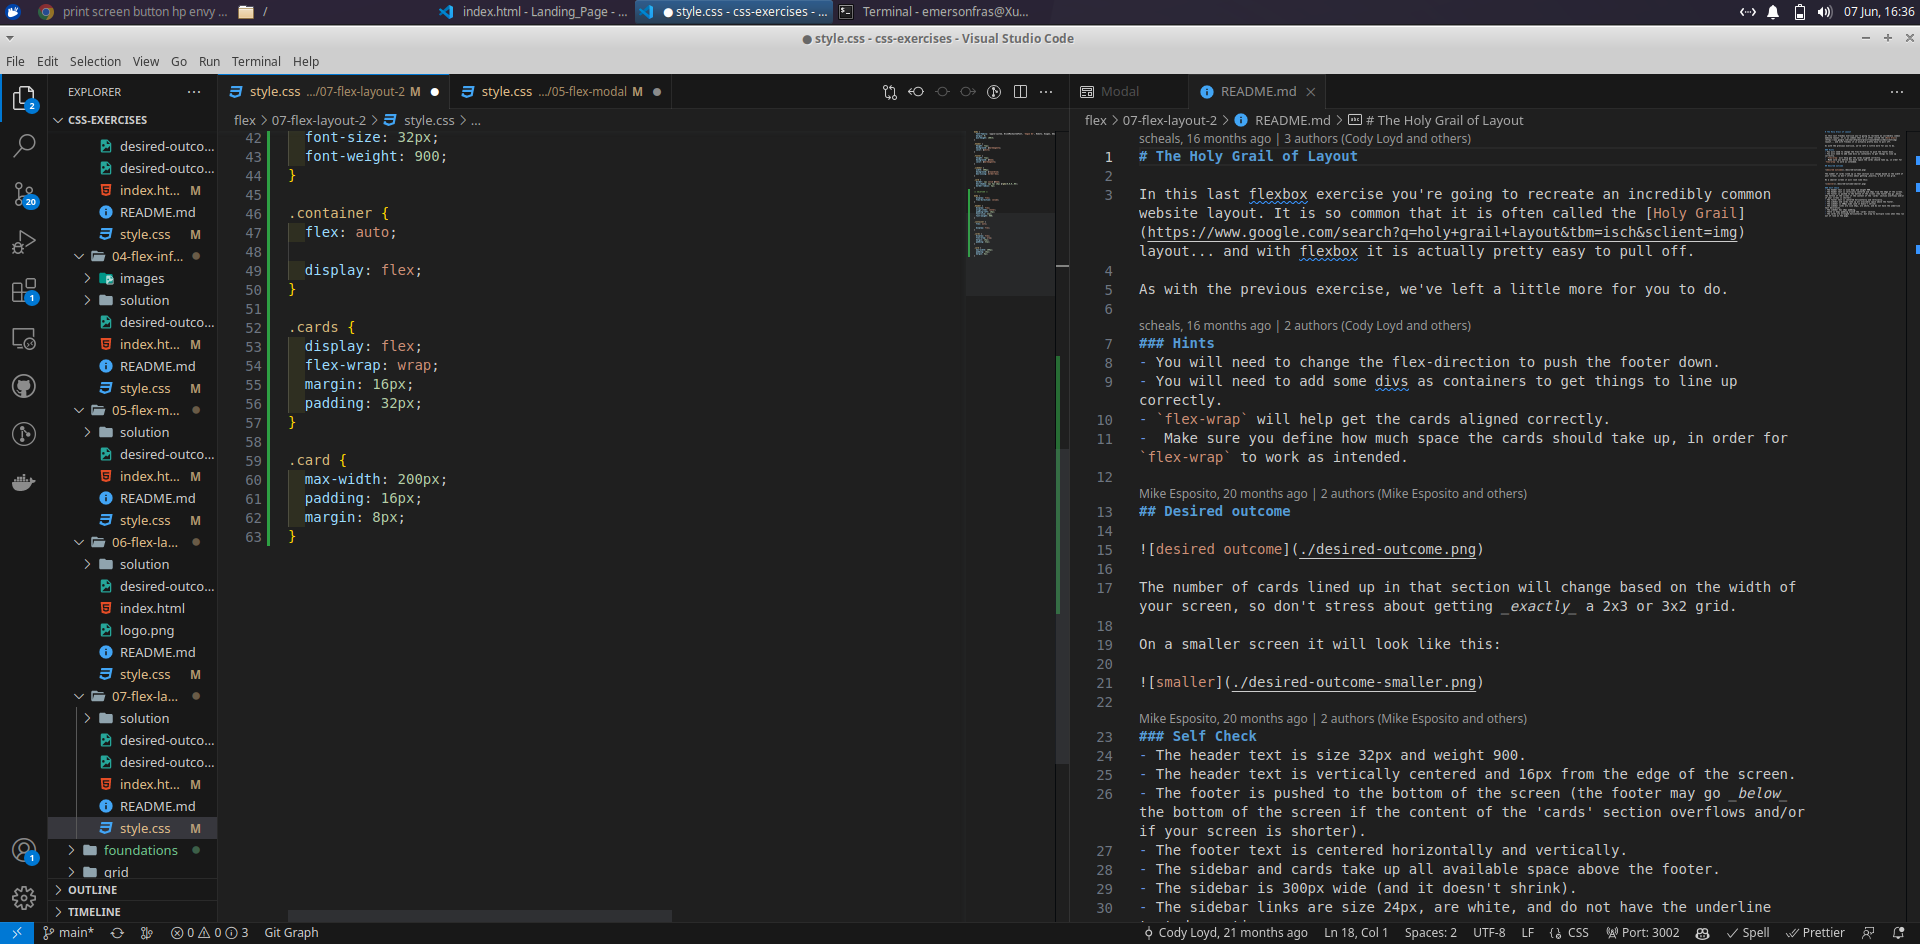 print screen button hp envy ...
/
index.html - Landing_Page - ...
● style.css - css-exercises - ...
Terminal - emersonfras@Xu...
07 Jun, 16:36
● style.css - css-exercises - Visual Studio Code
File Edit Selection View Go Run Terminal Help
EXPLORER ...
CSS-EXERCISES
desired-outco...
desired-outco...
index.ht... M
README.md
style.css M
04-flex-inf...
images
solution
desired-outco...
index.ht... M
README.md
style.css M
05-flex-m...
solution
desired-outco...
index.ht... M
README.md
style.css M
06-flex-la...
solution
desired-outco...
index.html
logo.png
README.md
style.css M
07-flex-la...
solution
desired-outco...
desired-outco...
index.ht... M
README.md
style.css M
foundations
grid
OUTLINE
TIMELINE
2
20
1
1
style.css .../07-flex-layout-2 M ●
style.css .../05-flex-modal M ●
flex > 07-flex-layout-2 > style.css > ...
42 font-size: 32px;
43 font-weight: 900;
44 }
45
46 .container {
47 flex: auto;
48
49 display: flex;
50 }
51
52 .cards {
53 display: flex;
54 flex-wrap: wrap;
55 margin: 16px;
56 padding: 32px;
57 }
58
59 .card {
60 max-width: 200px;
61 padding: 16px;
62 margin: 8px;
63 }
Modal
README.md
flex > 07-flex-layout-2 > README.md > # The Holy Grail of Layout
scheals, 16 months ago | 3 authors (Cody Loyd and others)
1 # The Holy Grail of Layout
2
3 In this last flexbox exercise you're going to recreate an incredibly common
website layout. It is so common that it is often called the [Holy Grail]
(https://www.google.com/search?q=holy+grail+layout&tbm=isch&sclient=img)
layout... and with flexbox it is actually pretty easy to pull off.
4
5 As with the previous exercise, we've left a little more for you to do.
6
scheals, 16 months ago | 2 authors (Cody Loyd and others)
7 ### Hints
8 - You will need to change the flex-direction to push the footer down.
9 - You will need to add some divs as containers to get things to line up
correctly.
10 - `flex-wrap` will help get the cards aligned correctly.
11 -  Make sure you define how much space the cards should take up, in order for
`flex-wrap` to work as intended.
12
Mike Esposito, 20 months ago | 2 authors (Mike Esposito and others)
13 ## Desired outcome
14
15 ![desired outcome](./desired-outcome.png)
16
17 The number of cards lined up in that section will change based on the width of
your screen, so don't stress about getting _exactly_ a 2x3 or 3x2 grid.
18
19 On a smaller screen it will look like this:
20
21 ![smaller](./desired-outcome-smaller.png)
22
Mike Esposito, 20 months ago | 2 authors (Mike Esposito and others)
23 ### Self Check
24 - The header text is size 32px and weight 900.
25 - The header text is vertically centered and 16px from the edge of the screen.
26 - The footer is pushed to the bottom of the screen (the footer may go _below_
the bottom of the screen if the content of the 'cards' section overflows and/or
if your screen is shorter).
27 - The footer text is centered horizontally and vertically.
28 - The sidebar and cards take up all available space above the footer.
29 - The sidebar is 300px wide (and it doesn't shrink).
30 - The sidebar links are size 24px, are white, and do not have the underline
main* 0 0 3 Git Graph
Cody Loyd, 21 months ago Ln 18, Col 1 Spaces: 2 UTF-8 LF CSS Port: 3002 Spell Prettier